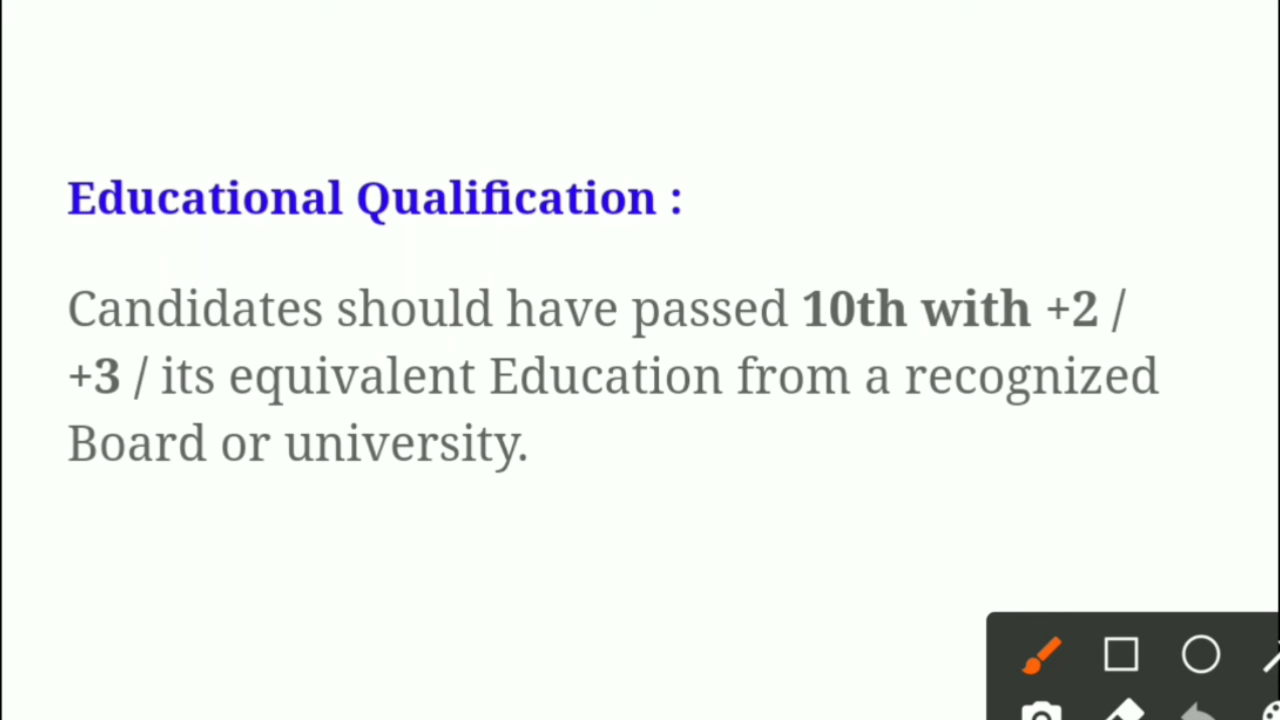 Educational Qualification :
Candidates should have passed 10th with +2 /
+3 / its equivalent Education from a recognized
Board or university.